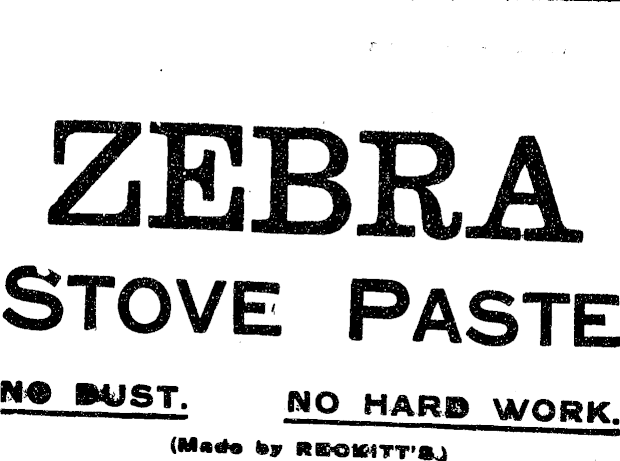 ZEBRA
STOVE PASTE
NO DUST. NO HARD WORK.
(Made by RECKITT'S.)